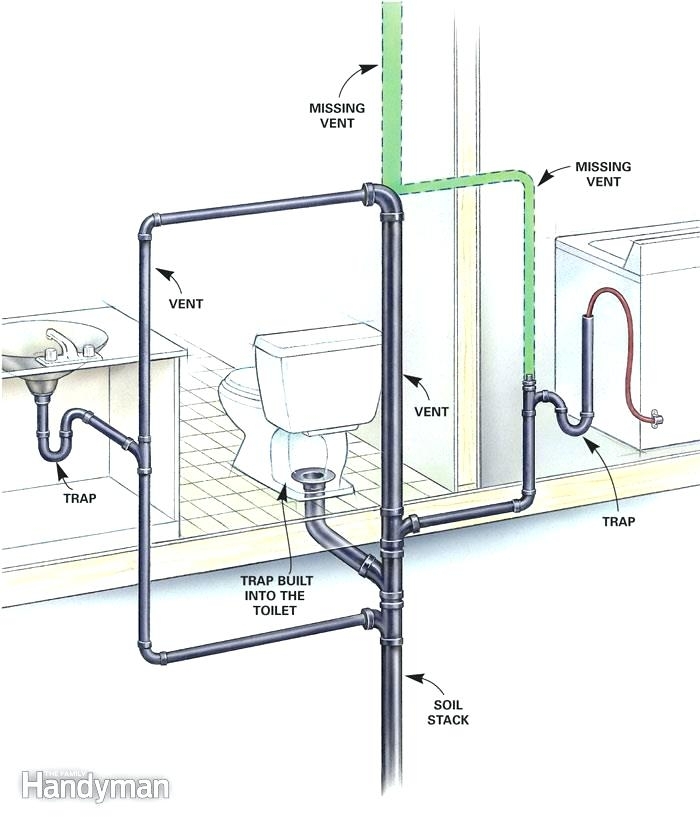 MISSING
VENT
MISSING
VENT
VENT
VENT
TRAP
TRAP
TRAP BUILT
INTO THE
TOILET
SOIL
STACK
THE FAMILY
Handyman